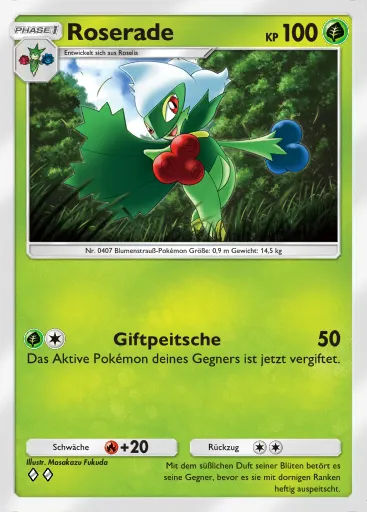 PHASE 1
Roserade
KP 100
Entwickelt sich aus Roselia
Nr. 0407 Blumenstrauß-Pokémon Größe: 0,9 m Gewicht: 14,5 kg
Giftpeitsche 50
Das Aktive Pokémon deines Gegners ist jetzt vergiftet.
Schwäche +20 Rückzug
Illustr. Masakazu Fukuda
Mit dem süßlichen Duft seiner Blüten betört es
seine Gegner, bevor es sie mit dornigen Ranken
heftig auspeitscht.